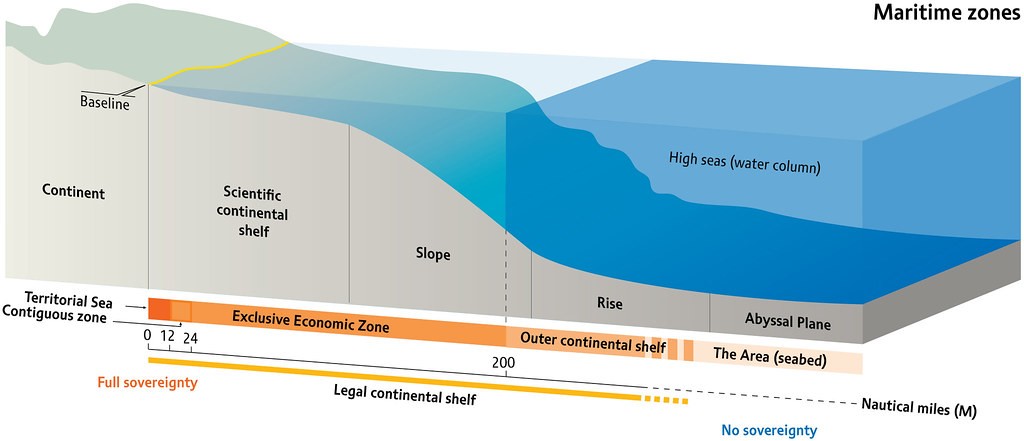 Maritime zones
Baseline
High seas (water column)
Continent
Scientific
continental
shelf
Slope
Rise
Abyssal Plane
Territorial Sea
Contiguous zone
Exclusive Economic Zone
Outer continental shelf
The Area (seabed)
0 12 24
200
Full sovereignty
Legal continental shelf
Nautical miles (M)
No sovereignty